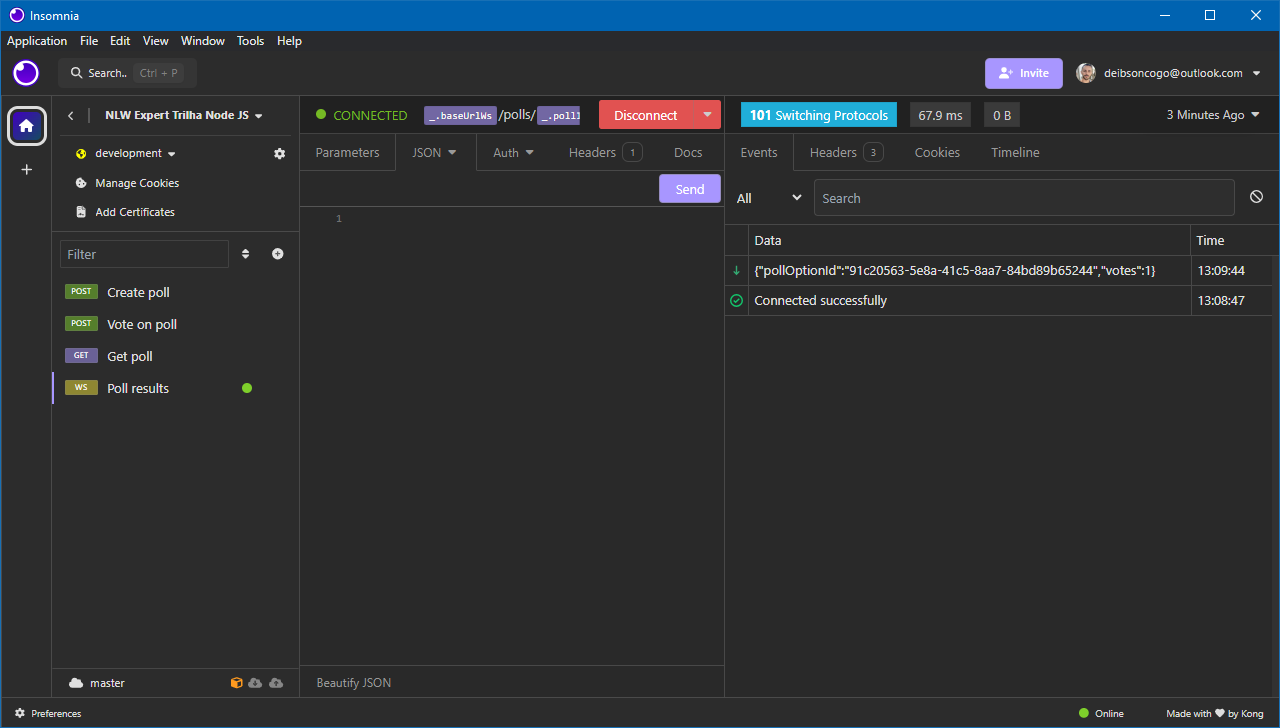 Insomnia
Application File Edit View Window Tools Help
Search.. Ctrl + P
Invite
deibsoncogo@outlook.com
NLW Expert Trilha Node JS
development
Manage Cookies
Add Certificates
Filter
POST Create poll
POST Vote on poll
GET Get poll
WS Poll results
master
CONNECTED _.baseUrlWs /polls/ Disconnect
Parameters JSON Auth Headers 1 Docs
Send
1
Beautify JSON
101 Switching Protocols 67.9 ms 0 B 3 Minutes Ago
Events Headers 3 Cookies Timeline
All Search
Data Time
{"pollOptionId":"91c20563-5e8a-41c5-8aa7-84bd89b65244","votes":1} 13:09:44
Connected successfully 13:08:47
Preferences
Online Made with ♥ by Kong